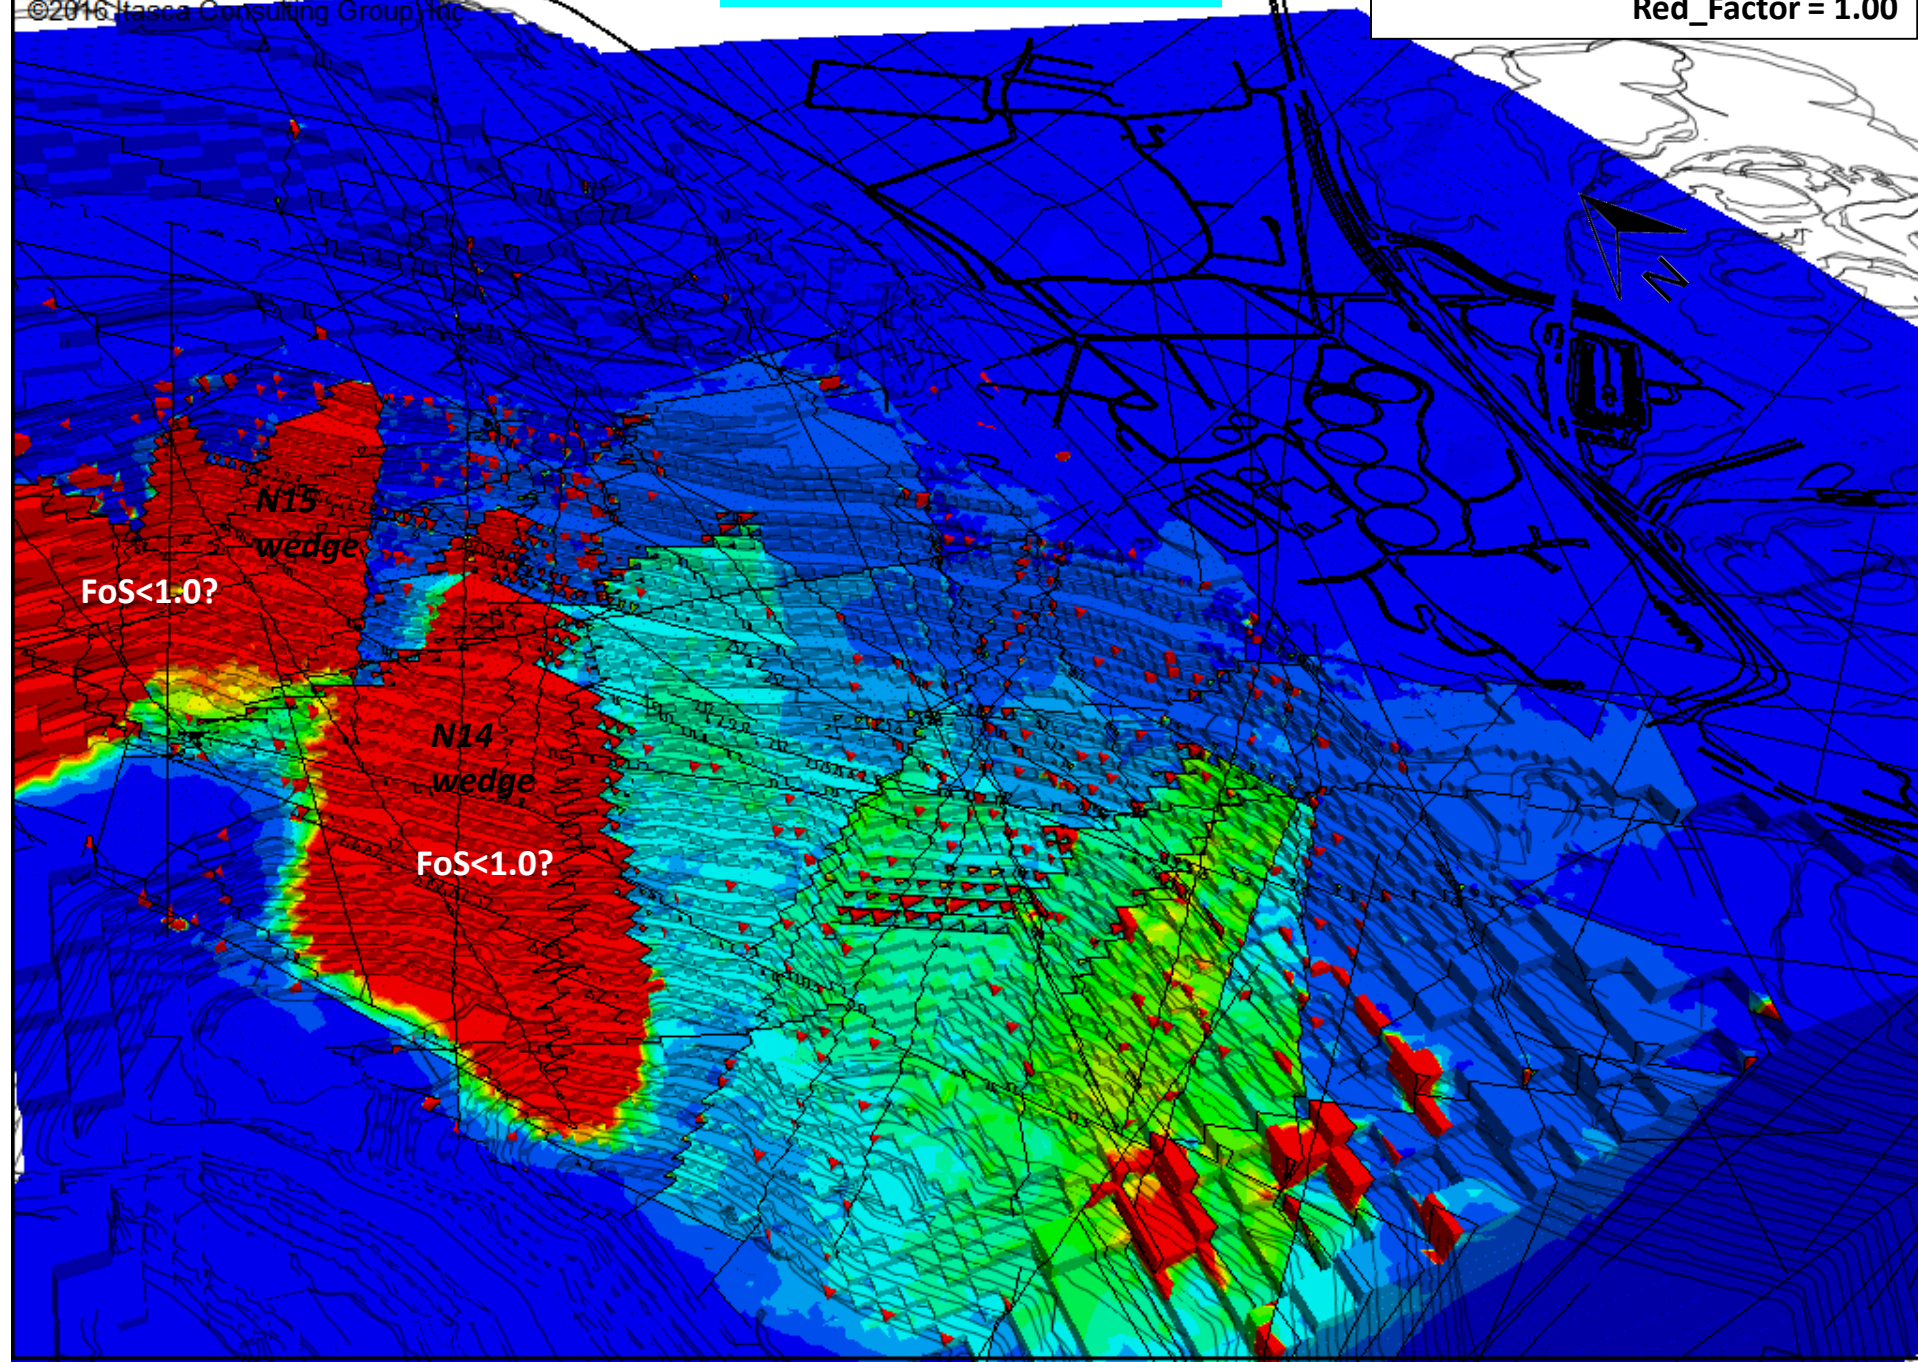 ©2016 Itasca Consulting Group, Inc.
Red_Factor = 1.00
N
N15
wedge
FoS<1.0?
N14
wedge
FoS<1.0?